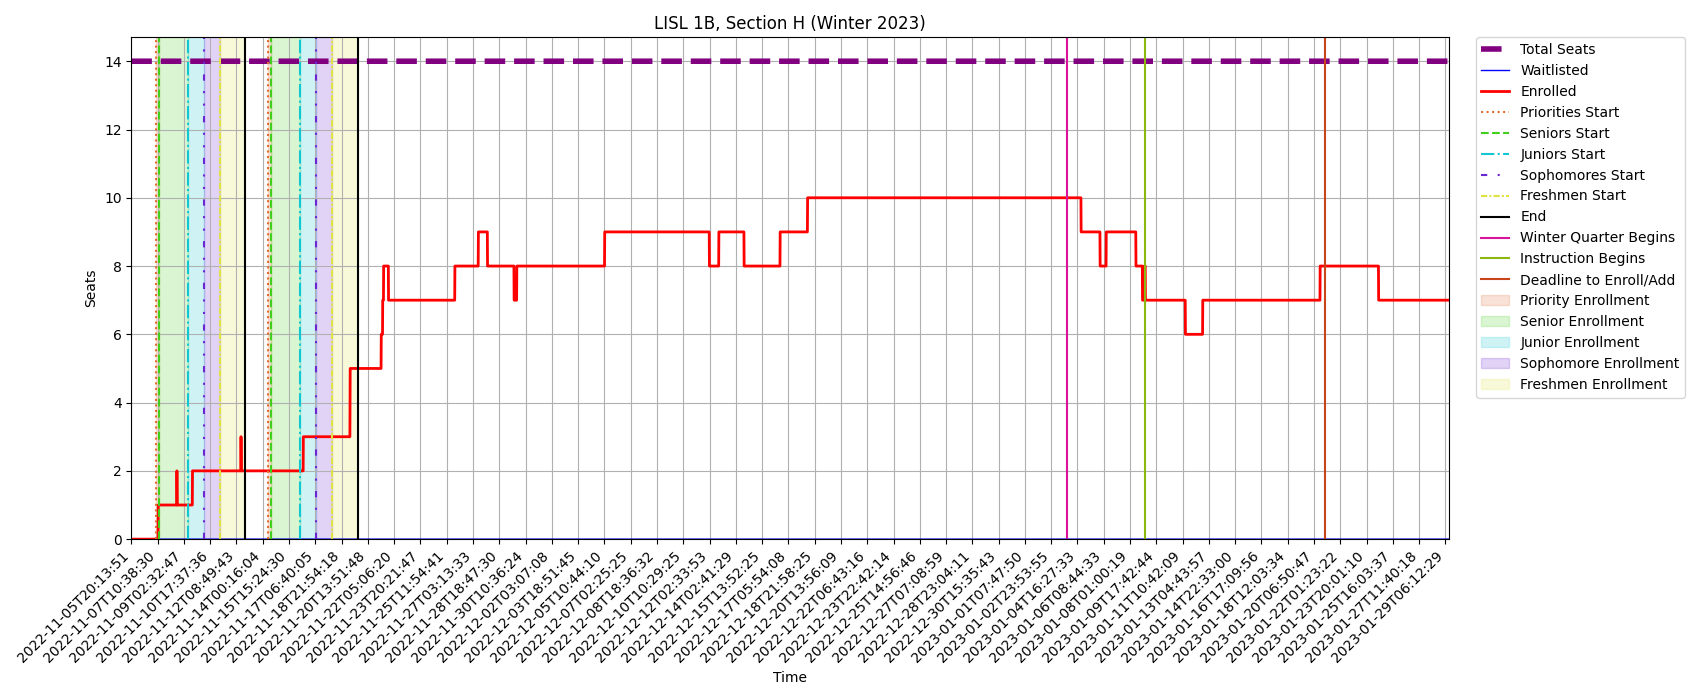 LISL 1B, Section H (Winter 2023)
Seats
14
12
10
8
6
4
2
0
2022-11-05T20:13:51
2022-11-07T10:38:30
2022-11-09T02:32:47
2022-11-10T17:37:36
2022-11-12T08:49:43
2022-11-14T00:16:04
2022-11-15T15:24:30
2022-11-17T06:40:05
2022-11-18T21:54:18
2022-11-20T13:51:48
2022-11-22T05:06:20
2022-11-23T20:21:47
2022-11-25T11:54:41
2022-11-27T03:13:33
2022-11-28T18:47:30
2022-11-30T10:36:24
2022-12-02T03:07:08
2022-12-03T18:51:45
2022-12-05T10:44:10
2022-12-07T02:25:25
2022-12-08T18:36:32
2022-12-10T10:29:25
2022-12-12T02:33:53
2022-12-14T02:41:29
2022-12-15T13:52:25
2022-12-17T05:54:08
2022-12-18T21:58:25
2022-12-20T13:56:09
2022-12-22T06:43:16
2022-12-23T22:42:14
2022-12-25T14:56:46
2022-12-27T07:08:59
2022-12-28T23:04:11
2022-12-30T15:35:43
2023-01-01T07:47:50
2023-01-02T23:53:55
2023-01-04T16:27:33
2023-01-06T08:44:33
2023-01-08T01:00:19
2023-01-09T17:42:44
2023-01-11T10:42:09
2023-01-13T04:43:57
2023-01-14T22:33:00
2023-01-16T17:09:56
2023-01-18T12:03:34
2023-01-20T06:50:47
2023-01-22T01:23:22
2023-01-23T20:01:10
2023-01-25T16:03:37
2023-01-27T11:40:18
2023-01-29T06:12:29
Time
Total Seats
Waitlisted
Enrolled
Priorities Start
Seniors Start
Juniors Start
Sophomores Start
Freshmen Start
End
Winter Quarter Begins
Instruction Begins
Deadline to Enroll/Add
Priority Enrollment
Senior Enrollment
Junior Enrollment
Sophomore Enrollment
Freshmen Enrollment